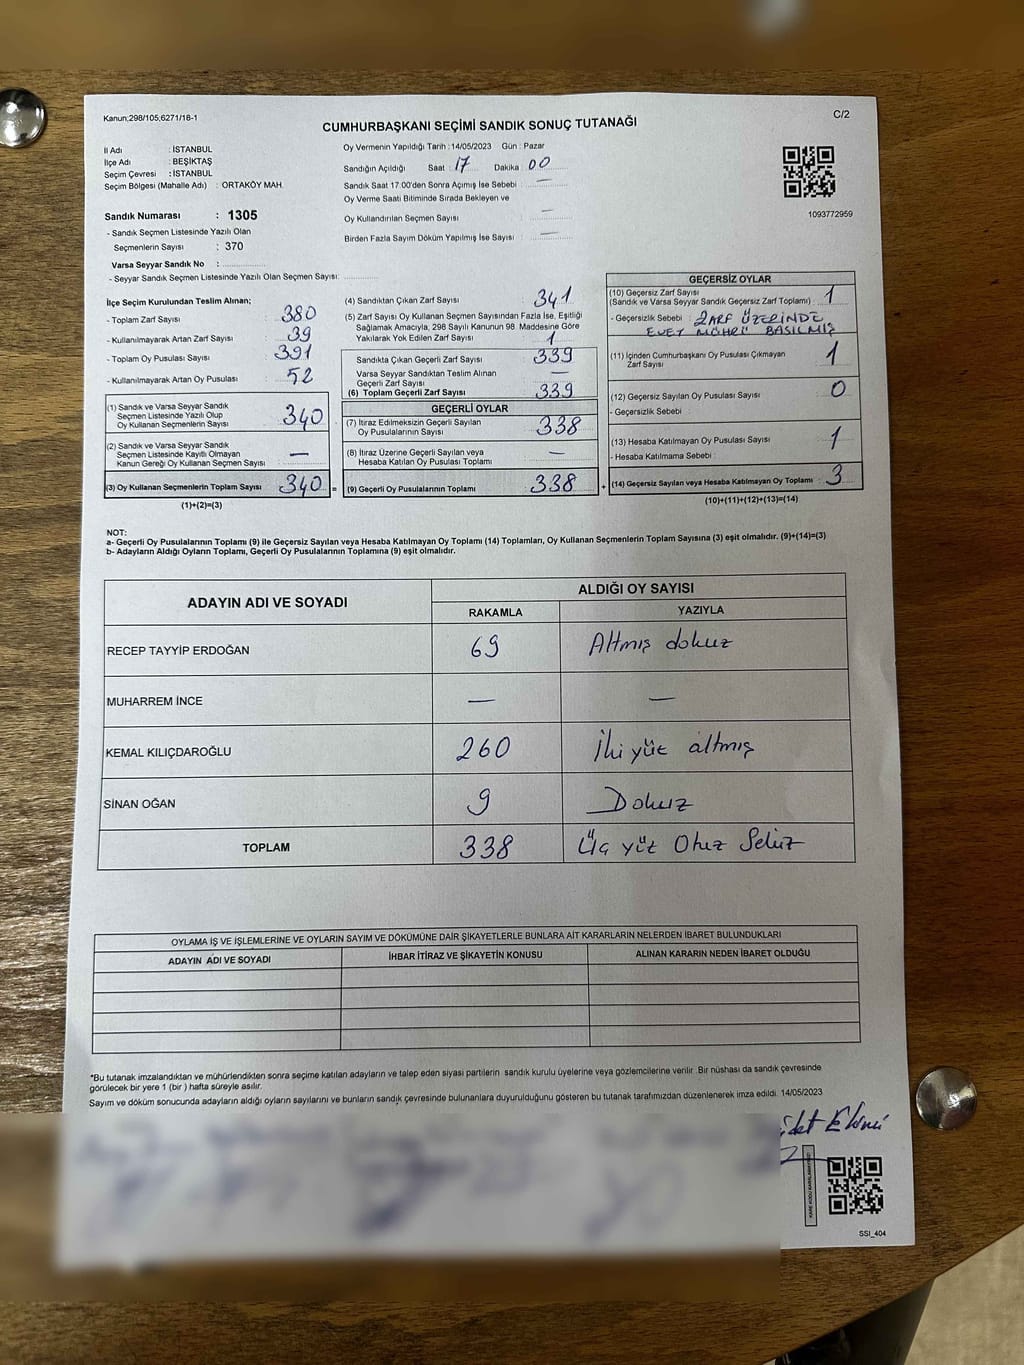 Kanun;298/105;6271/18-1
C/2
CUMHURBAŞKANI SEÇİMİ SANDIK SONUÇ TUTANAĞI
İl Adı : İSTANBUL
İlçe Adı : BEŞİKTAŞ
Seçim Çevresi : İSTANBUL
Seçim Bölgesi (Mahalle Adı) : ORTAKÖY MAH.
Sandık Numarası : 1305
- Sandık Seçmen Listesinde Yazılı Olan
Seçmenlerin Sayısı : 370
Varsa Seyyar Sandık No :
- Seyyar Sandık Seçmen Listesinde Yazılı Olan Seçmen Sayısı:
Oy Vermenin Yapıldığı Tarih : 14/05/2023 Gün : Pazar
Sandığın Açıldığı Saat : 17 Dakika : 00
Sandık Saat 17.00'den Sonra Açımış İse Sebebi : —
Oy Verme Saati Bitiminde Sırada Bekleyen ve
Oy Kullandırılan Seçmen Sayısı : —
Birden Fazla Sayım Döküm Yapılmış İse Sayısı : —
1093772959
İlçe Seçim Kurulundan Teslim Alınan;
- Toplam Zarf Sayısı : 380
- Kullanılmayarak Artan Zarf Sayısı : 39
- Toplam Oy Pusulası Sayısı : 391
- Kullanılmayarak Artan Oy Pusulası : 52
(1) Sandık ve Varsa Seyyar Sandık
Seçmen Listesinde Yazılı Olup
Oy Kullanan Seçmenlerin Sayısı : 340
(2) Sandık ve Varsa Seyyar Sandık
Seçmen Listesinde Kayıtlı Olmayan
Kanun Gereği Oy Kullanan Seçmen Sayısı : —
(3) Oy Kullanan Seçmenlerin Toplam Sayısı : 340
(1)+(2)=(3)
=
(4) Sandıktan Çıkan Zarf Sayısı : 341
(5) Zarf Sayısı Oy Kullanan Seçmen Sayısından Fazla İse, Eşitliği
Sağlamak Amacıyla, 298 Sayılı Kanunun 98. Maddesine Göre
Yakılarak Yok Edilen Zarf Sayısı : 1
Sandıkta Çıkan Geçerli Zarf Sayısı : 339
Varsa Seyyar Sandıktan Teslim Alınan
Geçerli Zarf Sayısı : —
(6) Toplam Geçerli Zarf Sayısı : 339
GEÇERLİ OYLAR
(7) İtiraz Edilmeksizin Geçerli Sayılan
Oy Pusulalarının Sayısı : 338
(8) İtiraz Üzerine Geçerli Sayılan veya
Hesaba Katılan Oy Pusulası Toplamı : —
(9) Geçerli Oy Pusulalarının Toplamı : 338
+
GEÇERSİZ OYLAR
(10) Geçersiz Zarf Sayısı
(Sandık ve Varsa Seyyar Sandık Geçersiz Zarf Toplamı) : 1
- Geçersizlik Sebebi : ZARF ÜZERİNDE
EVET MÜHRÜ BASILMIŞ
(11) İçinden Cumhurbaşkanı Oy Pusulası Çıkmayan
Zarf Sayısı : 1
(12) Geçersiz Sayılan Oy Pusulası Sayısı : 0
- Geçersizlik Sebebi :
(13) Hesaba Katılmayan Oy Pusulası Sayısı : 1
- Hesaba Katılmama Sebebi :
(14) Geçersiz Sayılan veya Hesaba Katılmayan Oy Toplamı : 3
(10)+(11)+(12)+(13)=(14)
NOT:
a- Geçerli Oy Pusulalarının Toplamı (9) ile Geçersiz Sayılan veya Hesaba Katılmayan Oy Toplamı (14) Toplamları, Oy Kullanan Seçmenlerin Toplam Sayısına (3) eşit olmalıdır. (9)+(14)=(3)
b- Adayların Aldığı Oyların Toplamı, Geçerli Oy Pusulalarının Toplamına (9) eşit olmalıdır.
ADAYIN ADI VE SOYADI
ALDIĞI OY SAYISI
RAKAMLA YAZIYLA
RECEP TAYYİP ERDOĞAN 69 Altmış dokuz
MUHARREM İNCE — —
KEMAL KILIÇDAROĞLU 260 İki yüz altmış
SİNAN OĞAN 9 Dokuz
TOPLAM 338 Üç yüz Otuz Sekiz
OYLAMA İŞ VE İŞLEMLERİNE VE OYLARIN SAYIM VE DÖKÜMÜNE DAİR ŞİKAYETLERLE BUNLARA AİT KARARLARIN NELERDEN İBARET BULUNDUKLARI
ADAYIN ADI VE SOYADI İHBAR İTİRAZ VE ŞİKAYETİN KONUSU ALINAN KARARIN NEDEN İBARET OLDUĞU
*Bu tutanak imzalandıktan ve mühürlendikten sonra seçime katılan adayların ve talep eden siyasi partilerin sandık kurulu üyelerine veya gözlemcilerine verilir. Bir nüshası da sandık çevresinde
görülecek bir yere 1 (bir) hafta süreyle asılır.
Sayım ve döküm sonucunda adayların aldığı oyların sayılarını ve bunların sandık çevresinde bulunanlara duyurulduğunu gösteren bu tutanak tarafımızdan düzenlenerek imza edildi. 14/05/2023
SSI_404